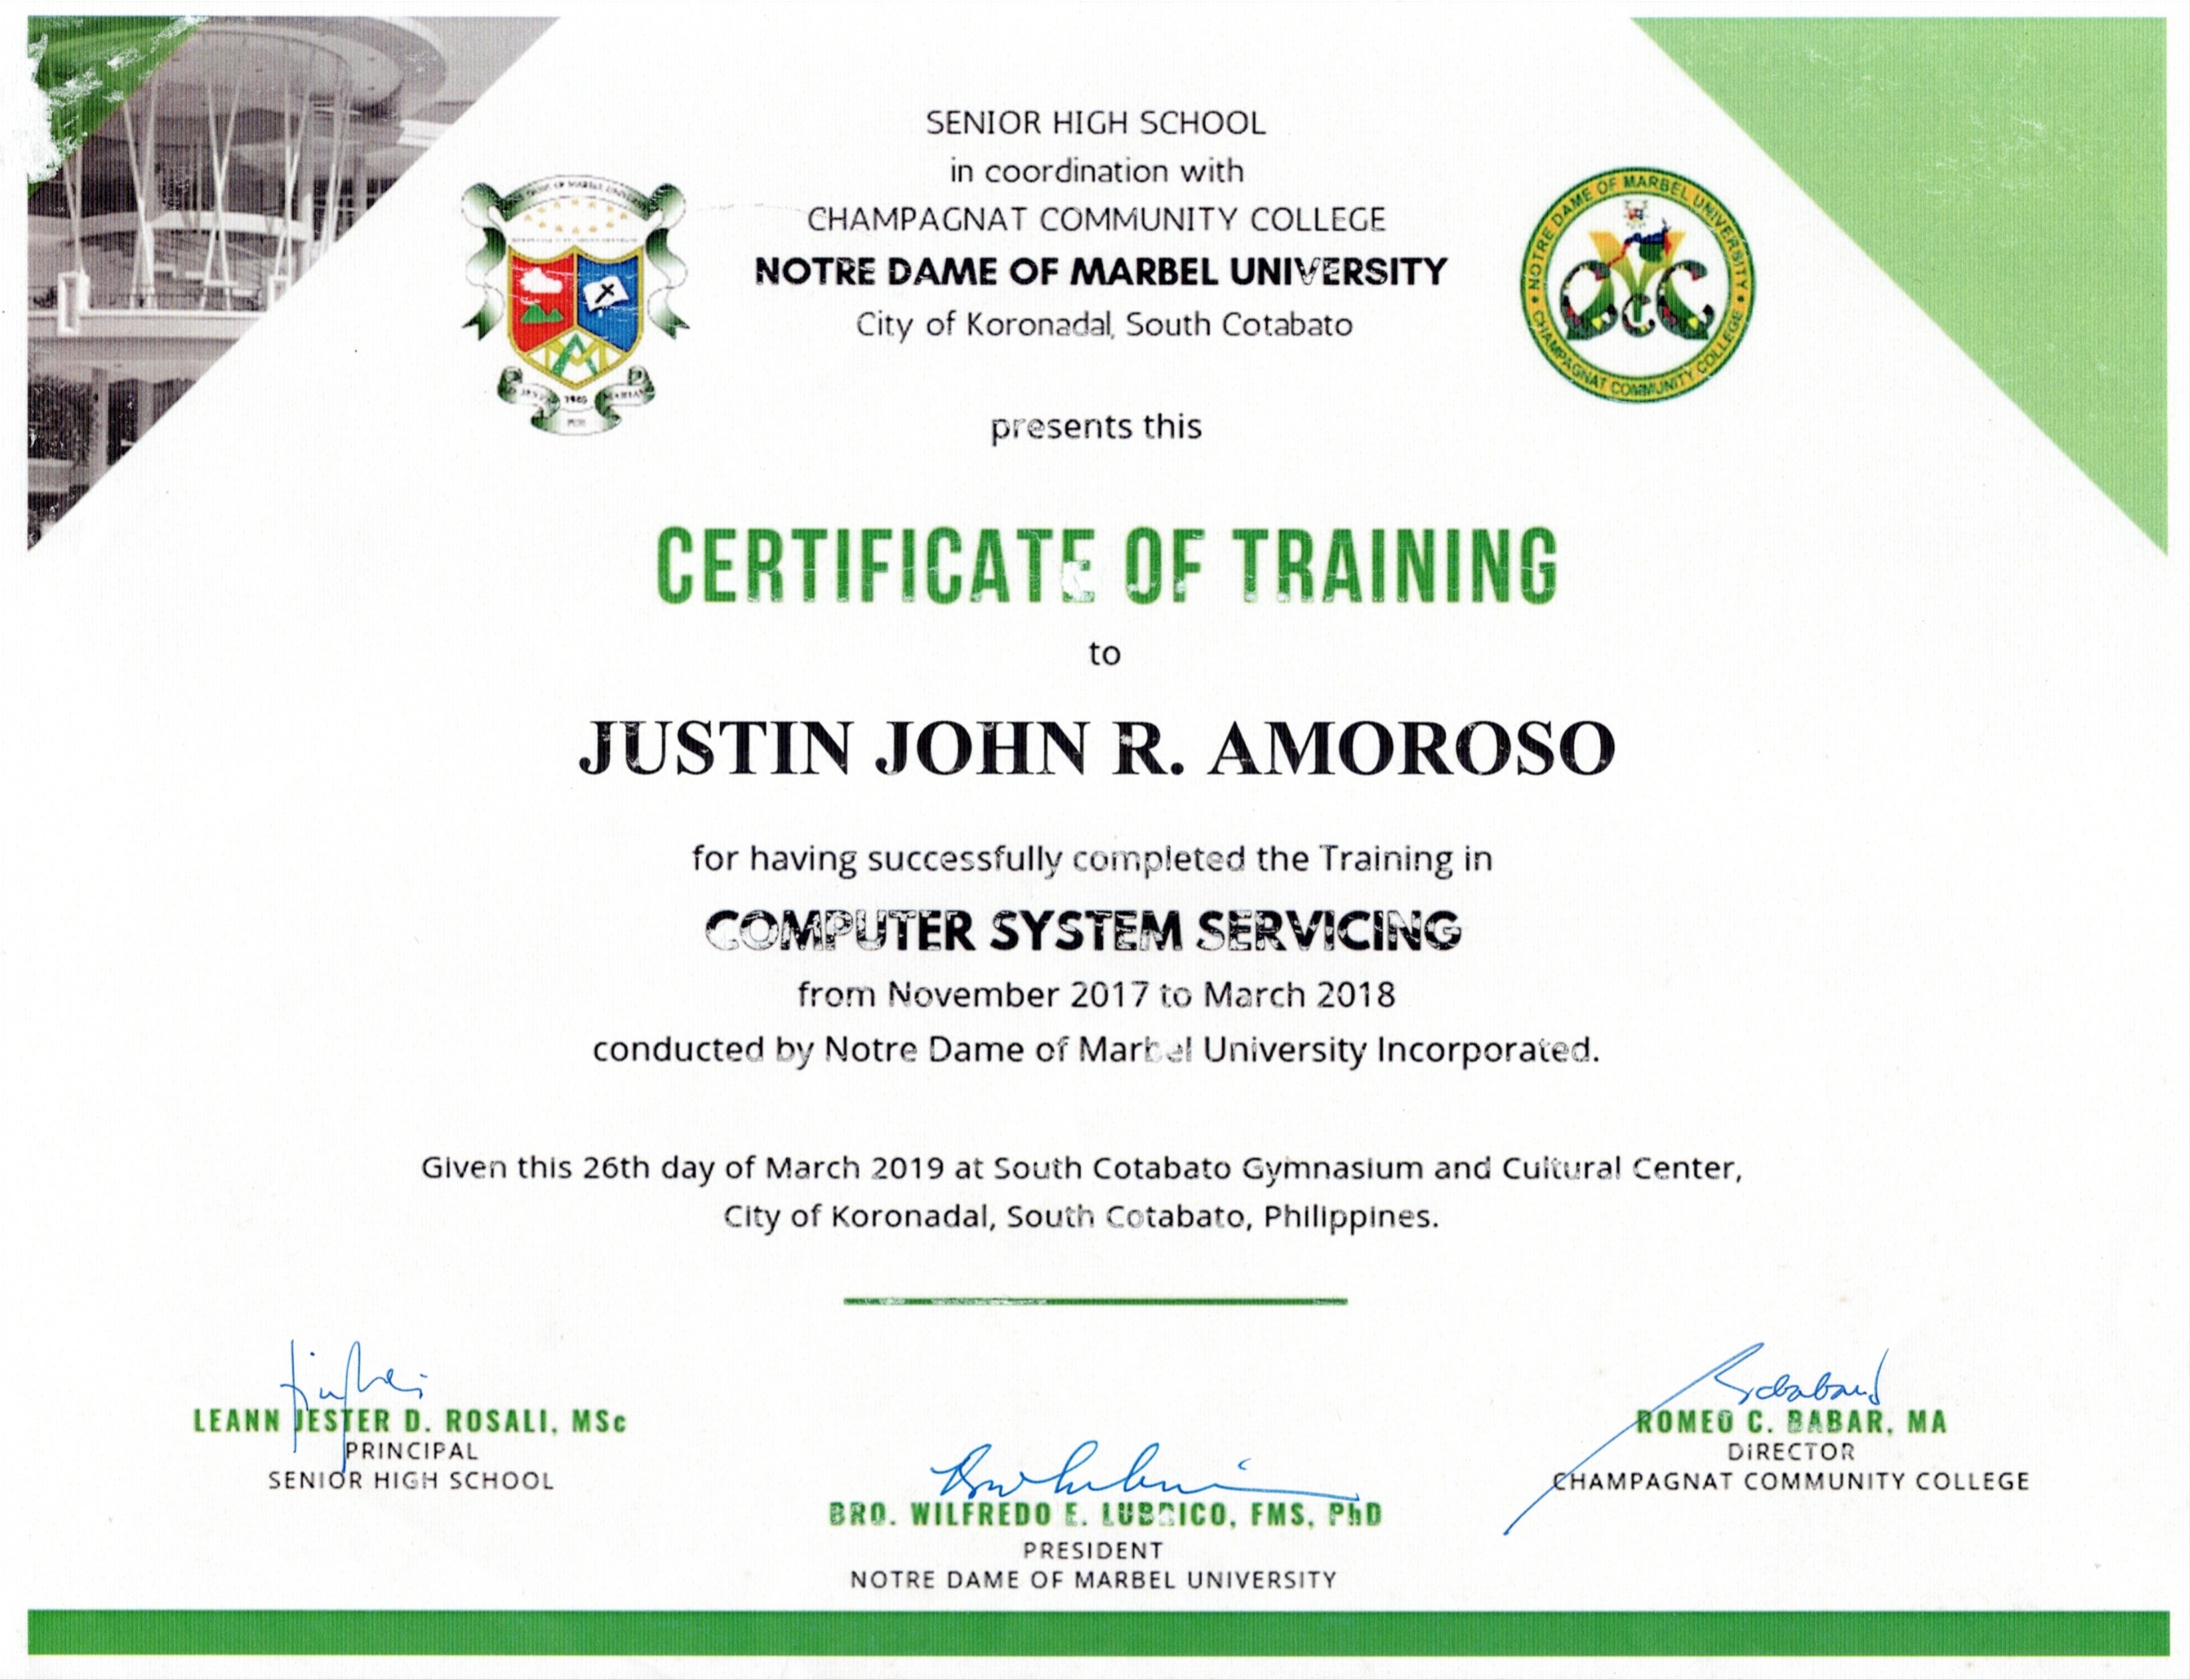 SENIOR HIGH SCHOOL
in coordination with
CHAMPAGNAT COMMUNITY COLLEGE
NOTRE DAME OF MARBEL UNIVERSITY
City of Koronadal, South Cotabato
NOTRE DAME OF MARBEL UNIVERSITY
CHAMPAGNAT COMMUNITY COLLEGE
CCC
presents this
CERTIFICATE OF TRAINING
to
JUSTIN JOHN R. AMOROSO
for having successfully completed the Training in
COMPUTER SYSTEM SERVICING
from November 2017 to March 2018
conducted by Notre Dame of Marbel University Incorporated.
Given this 26th day of March 2019 at South Cotabato Gymnasium and Cultural Center,
City of Koronadal, South Cotabato, Philippines.
LEANN JESTER D. ROSALI, MSc
PRINCIPAL
SENIOR HIGH SCHOOL
BRO. WILFREDO E. LUBRICO, FMS, PhD
PRESIDENT
NOTRE DAME OF MARBEL UNIVERSITY
ROMEO C. BABAR, MA
DIRECTOR
CHAMPAGNAT COMMUNITY COLLEGE